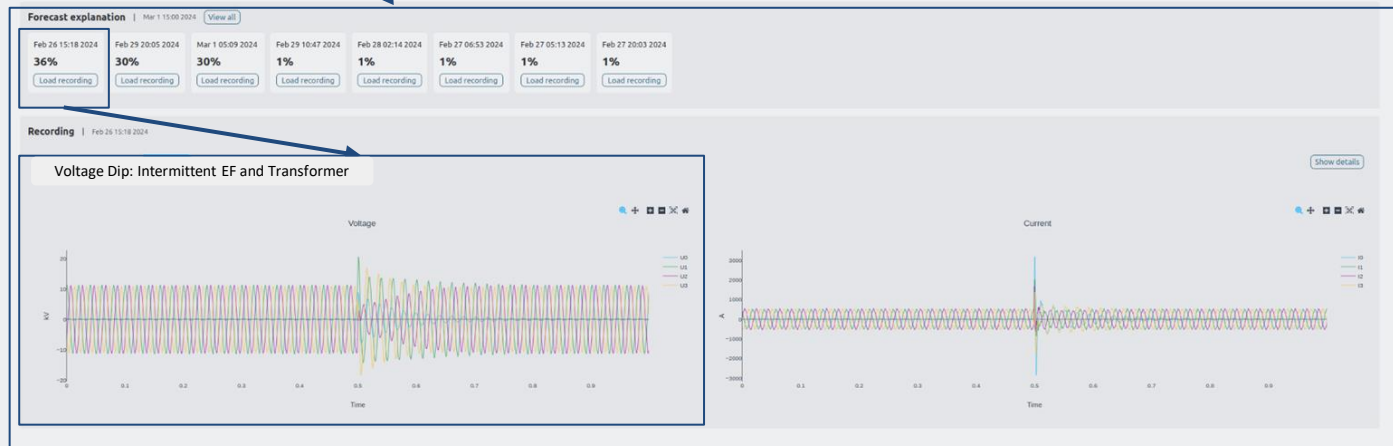 Forecast explanation | Mar 1 15:00 2024 View all
Feb 26 15:18 2024 Feb 29 20:05 2024 Mar 1 05:09 2024 Feb 29 10:47 2024 Feb 28 02:14 2024 Feb 27 06:53 2024 Feb 27 05:13 2024 Feb 27 20:03 2024
36% 30% 30% 1% 1% 1% 1% 1%
Load recording Load recording Load recording Load recording Load recording Load recording Load recording Load recording
Recording | Feb 26 15:18 2024
Show details
Voltage Dip: Intermittent EF and Transformer
Voltage
20
10
0
−10
−20
kV
0 0.1 0.2 0.3 0.4 0.5 0.6 0.7 0.8 0.9
Time
U0
U1
U2
U3
Current
3000
2000
1000
0
−1000
−2000
−3000
A
0 0.1 0.2 0.3 0.4 0.5 0.6 0.7 0.8 0.9
Time
I0
I1
I2
I3